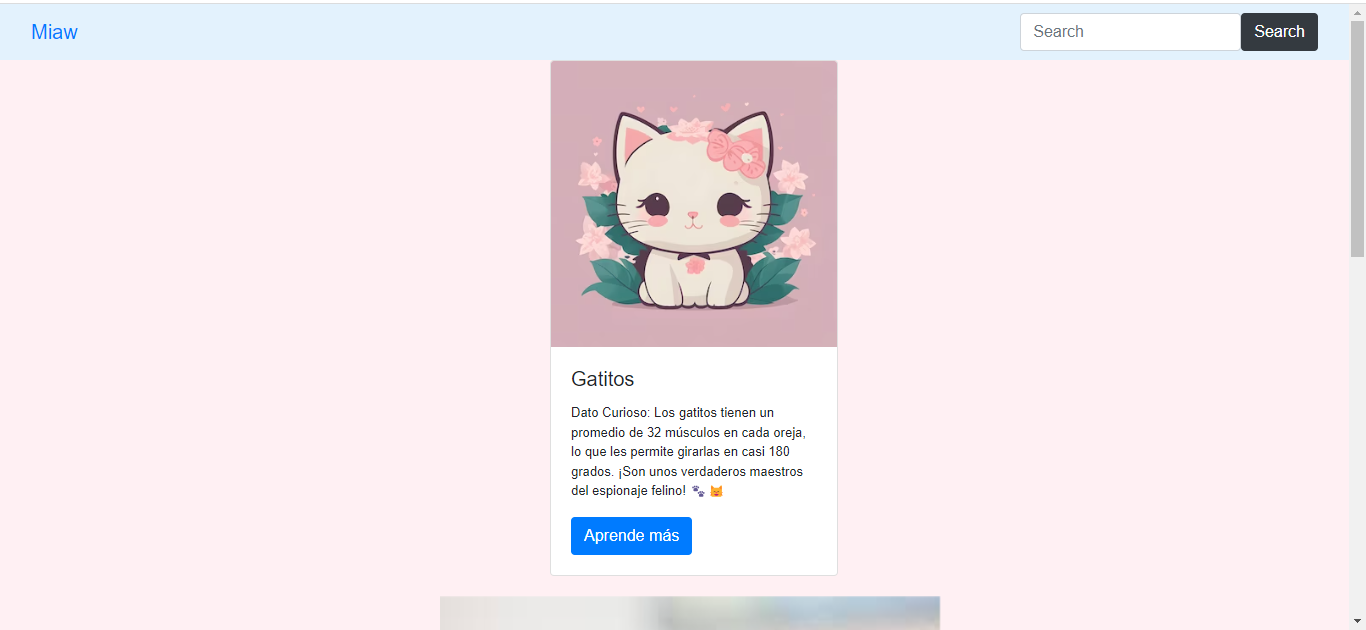 Miaw
Search
Search
Gatitos
Dato Curioso: Los gatitos tienen un
promedio de 32 músculos en cada oreja,
lo que les permite girarlas en casi 180
grados. ¡Son unos verdaderos maestros
del espionaje felino! 🐾 😺
Aprende más